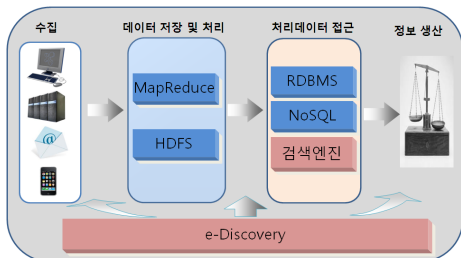 수집
데이터 저장 및 처리
처리데이터 접근
정보 생산
MapReduce
HDFS
RDBMS
NoSQL
검색엔진
@
e-Discovery